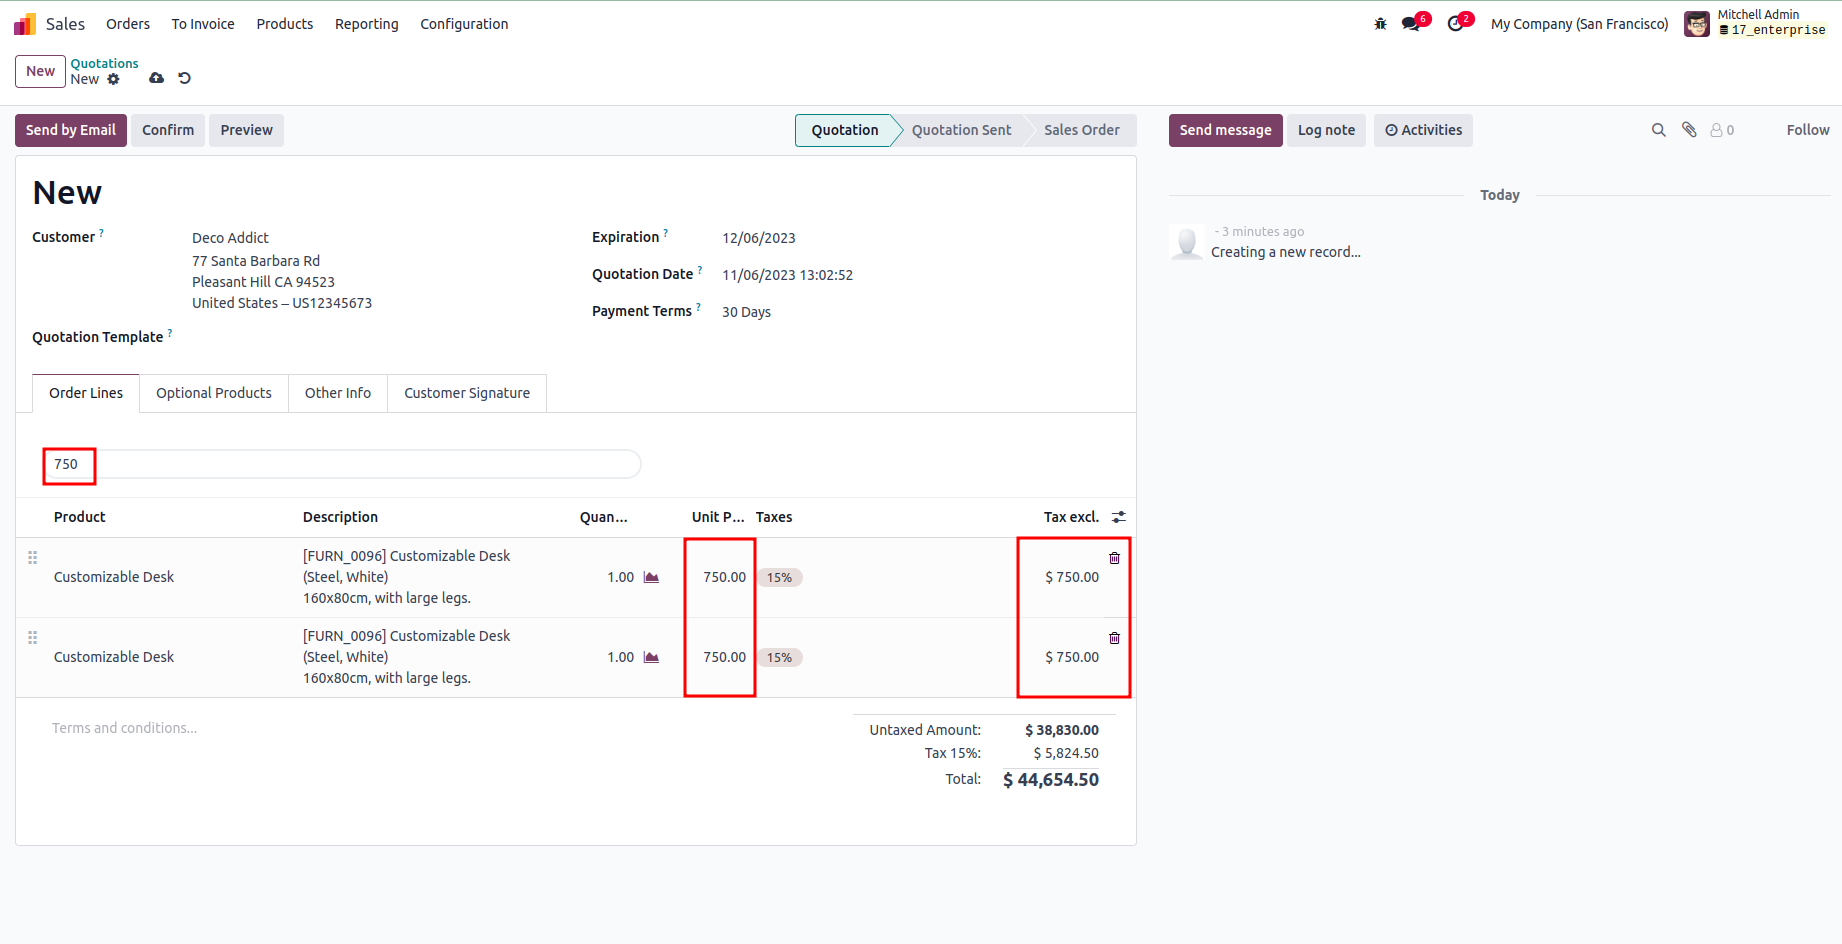 Sales Orders To Invoice Products Reporting Configuration 6 2 My Company (San Francisco) Mitchell Admin
17_enterprise
New Quotations
New
Send by Email Confirm Preview Quotation Quotation Sent Sales Order Send message Log note Activities 0 Follow
New
Today
Customer ? Deco Addict
77 Santa Barbara Rd
Pleasant Hill CA 94523
United States – US12345673
Expiration ? 12/06/2023
Quotation Date ? 11/06/2023 13:02:52
Payment Terms ? 30 Days
- 3 minutes ago
Creating a new record...
Quotation Template ?
Order Lines Optional Products Other Info Customer Signature
750
Product Description Quan... Unit P... Taxes Tax excl.
Customizable Desk [FURN_0096] Customizable Desk
(Steel, White)
160x80cm, with large legs. 1.00 750.00 15% $ 750.00
Customizable Desk [FURN_0096] Customizable Desk
(Steel, White)
160x80cm, with large legs. 1.00 750.00 15% $ 750.00
Terms and conditions...
Untaxed Amount: $ 38,830.00
Tax 15%: $ 5,824.50
Total: $ 44,654.50